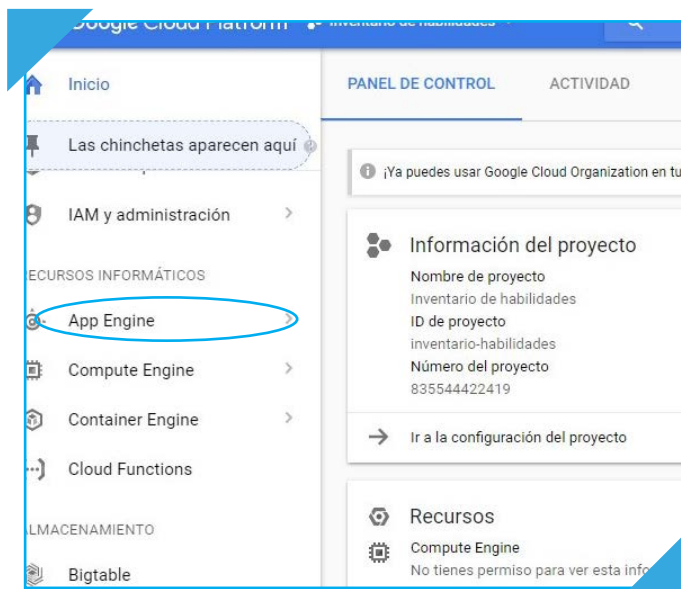 Google Cloud Platform
Inventario de habilidades
Inicio
Las chinchetas aparecen aquí
IAM y administración
RECURSOS INFORMÁTICOS
App Engine
Compute Engine
Container Engine
Cloud Functions
ALMACENAMIENTO
Bigtable
PANEL DE CONTROL ACTIVIDAD
¡Ya puedes usar Google Cloud Organization en tu
Información del proyecto
Nombre de proyecto
Inventario de habilidades
ID de proyecto
inventario-habilidades
Número del proyecto
835544422419
Ir a la configuración del proyecto
Recursos
Compute Engine
No tienes permiso para ver esta